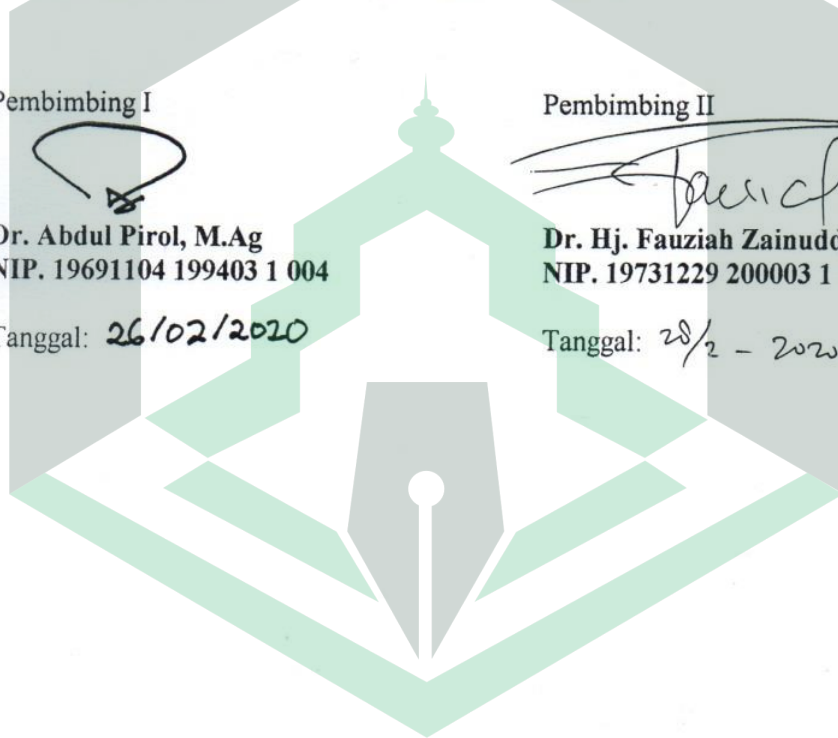 Pembimbing I
Dr. Abdul Pirol, M.Ag
NIP. 19691104 199403 1 004
Tanggal: 26/02/2020
Pembimbing II
Dr. Hj. Fauziah Zainudd
NIP. 19731229 200003 1
Tanggal: 28/2 - 2020